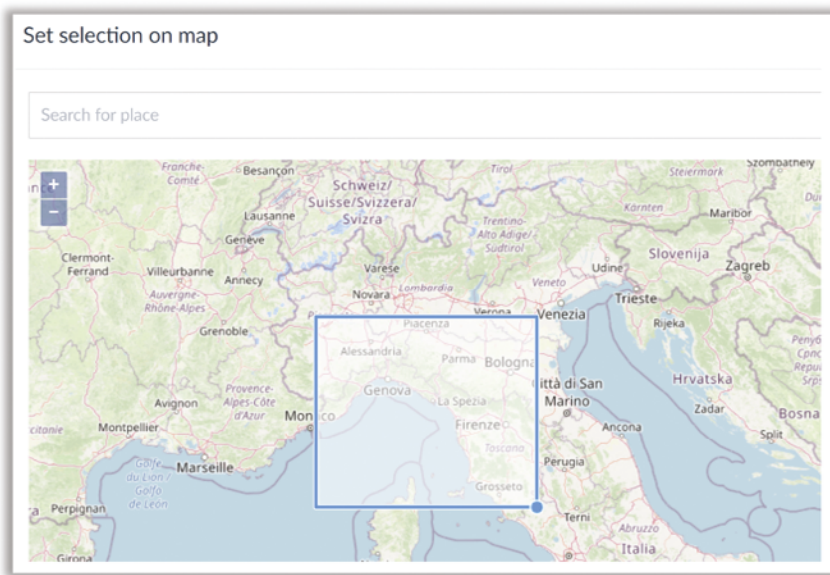 Set selection on map
Search for place
+
−
Franche-
Comté
Besançon
Schweiz/
Suisse/Svizzera/
Svizra
Tirol
Steiermark
Szombathely
Lausanne
Trentino-
Alto Adige/
Südtirol
Kärnten
Maribor
Genève
Clermont-
Ferrand
Villeurbanne
Annecy
Varese
Udine
Slovenija
Zagreb
Auvergne-
Rhône-Alpes
Novara
Lombardia
Veneto
Trieste
Grenoble
Verona
Venezia
Rijeka
Piacenza
Alessandria
Parma
Bologna
Genova
Hrvatska
Provence-
Alpes-Côte
d'Azur
Città di San
Marino
Avignon
La Spezia
Zadar
Bosna
Montpellier
Monaco
Firenze
Ancona
Split
citanie
Toscana
Marseille
Golfe
du Lion /
Golfo
de León
Perugia
Grosseto
Perpignan
Terni
Abruzzo
Girona
Italia